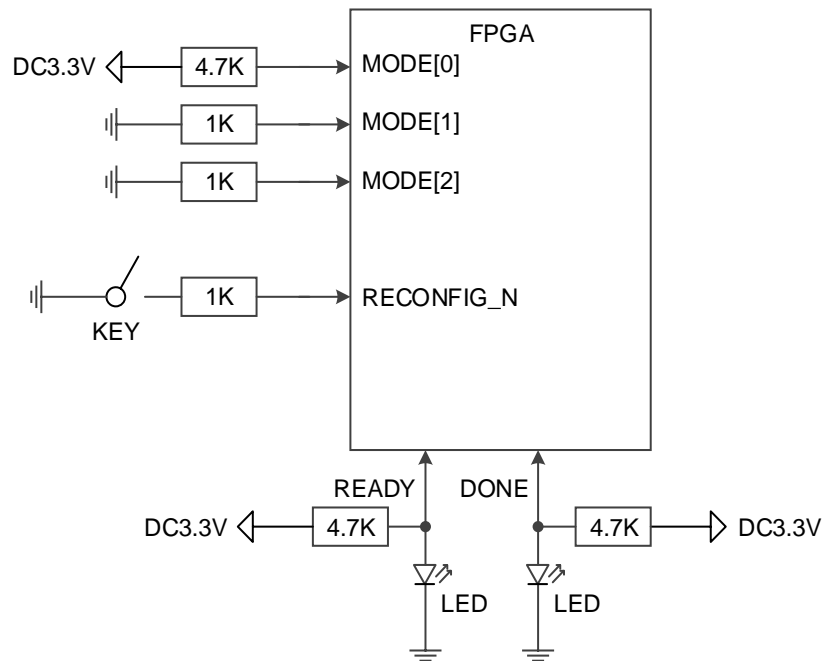 FPGA
DC3.3V 4.7K MODE[0]
1K MODE[1]
1K MODE[2]
1K RECONFIG_N
KEY
READY DONE
DC3.3V 4.7K 4.7K DC3.3V
LED LED